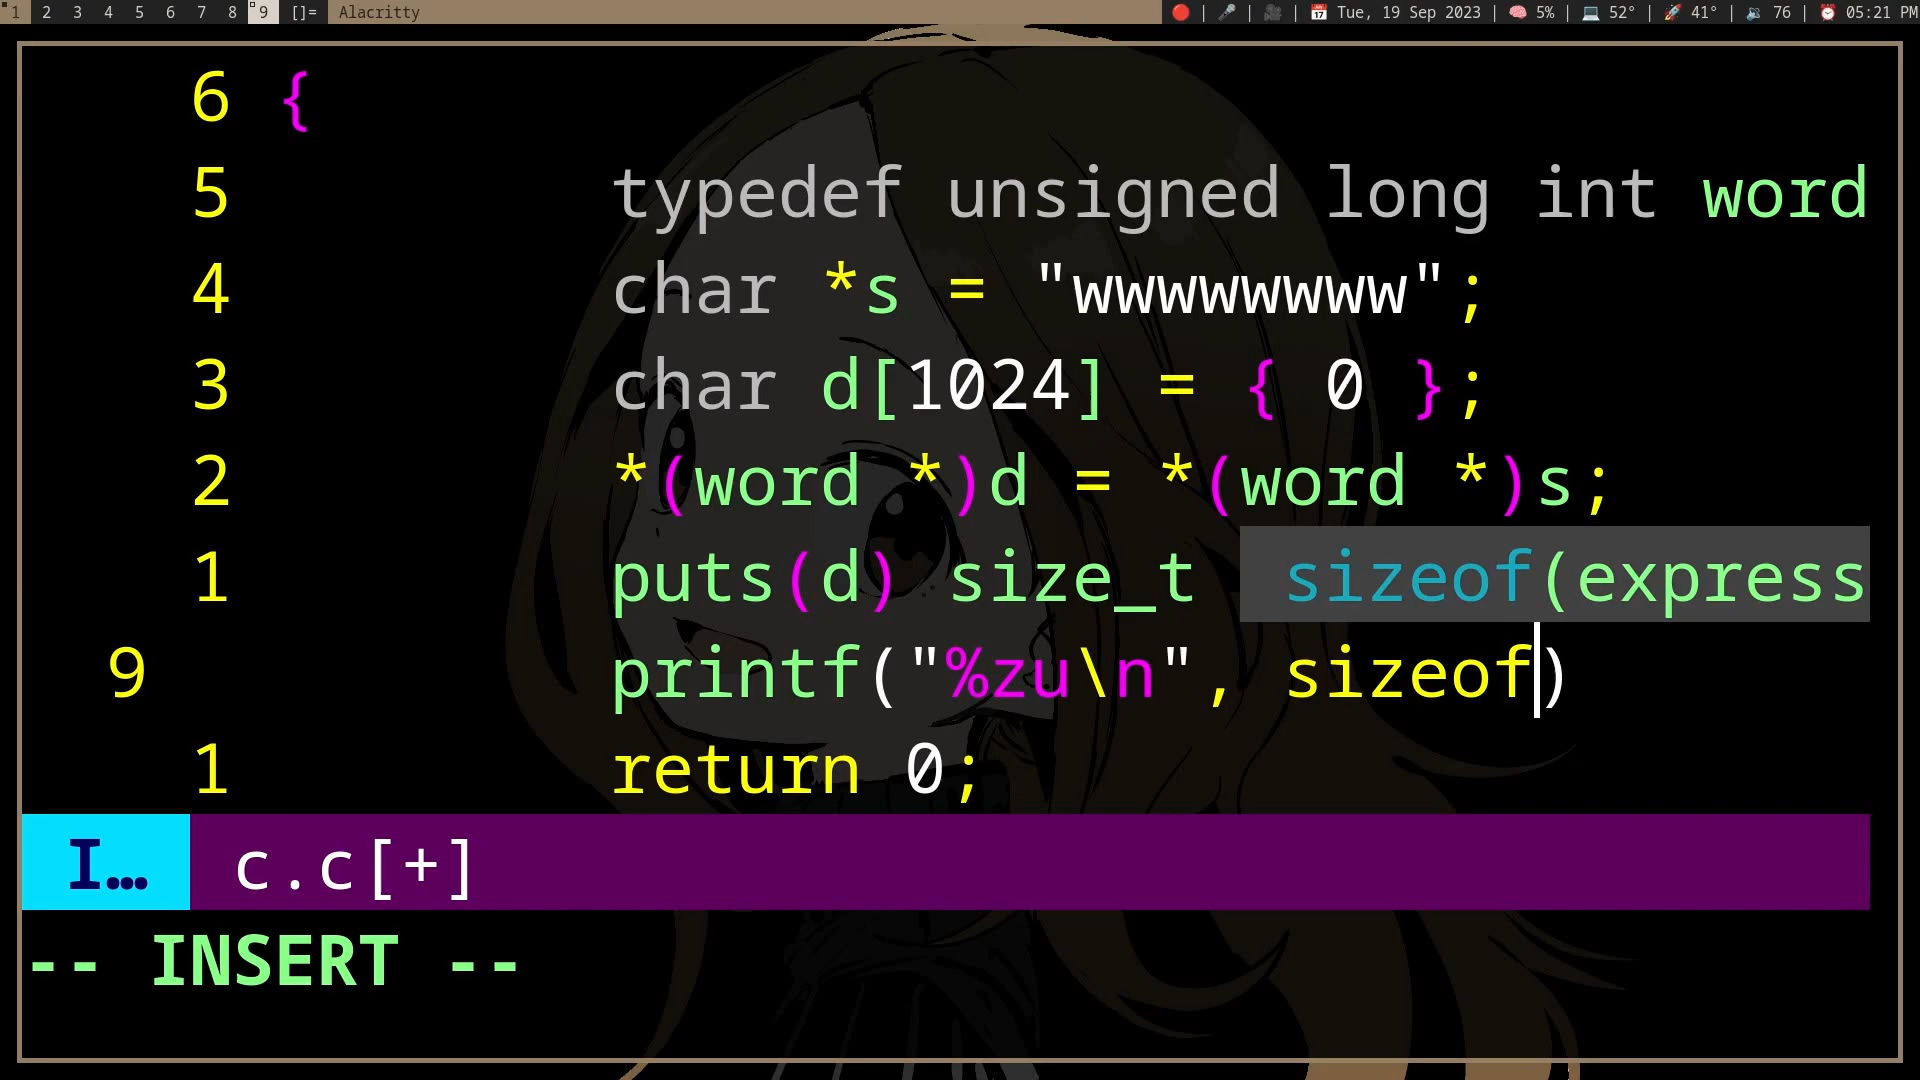 1 2 3 4 5 6 7 8 9 []= Alacritty | | | Tue, 19 Sep 2023 | 5% | 52° | 41° | 76 | 05:21 PM
6 {
5 typedef unsigned long int word
4 char *s = "wwwwwwww";
3 char d[1024] = { 0 };
2 *(word *)d = *(word *)s;
1 puts(d) size_t sizeof(express
9 printf("%zu\n", sizeof)
1 return 0;
I… c.c[+]
-- INSERT --